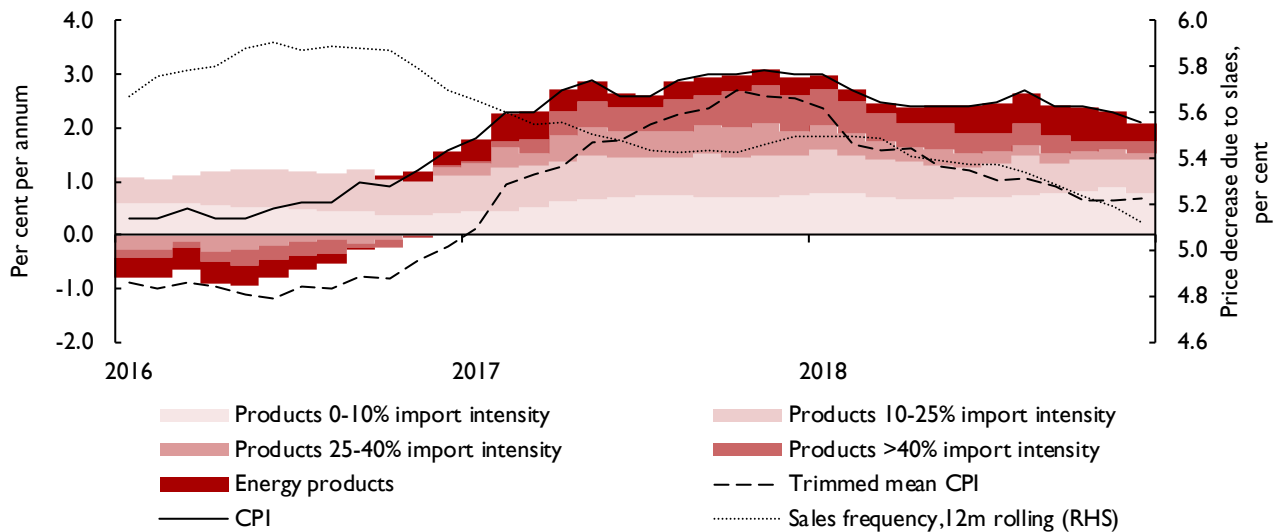 Per cent per annum
4.0
3.0
2.0
1.0
0.0
-1.0
-2.0
6.0
5.8
5.6
5.4
5.2
5.0
4.8
4.6
Price decrease due to slaes,
per cent
2016
2017
2018
Products 0-10% import intensity
Products 10-25% import intensity
Products 25-40% import intensity
Products >40% import intensity
Energy products
Trimmed mean CPI
CPI
Sales frequency,12m rolling (RHS)